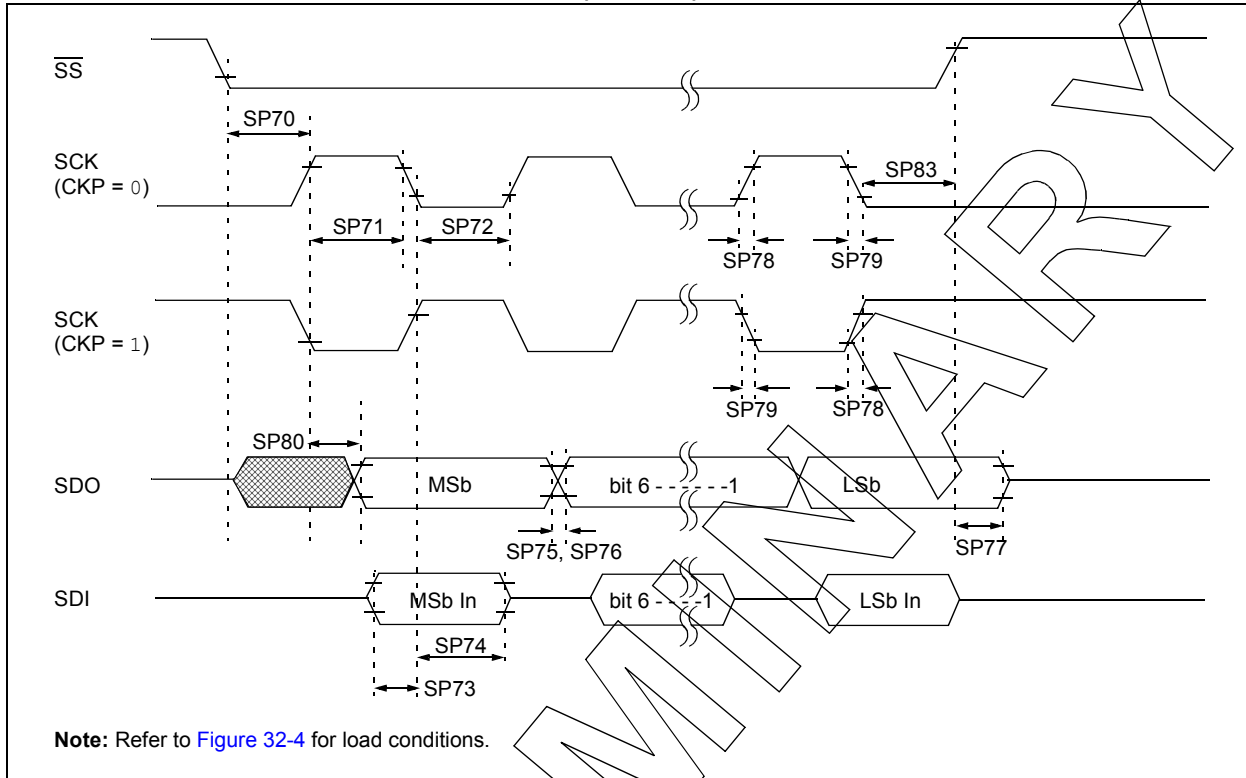 SS
SP70
SCK
(CKP = 0)
SP71
SP72
SP83
SP78
SP79
SCK
(CKP = 1)
SP79
SP78
SP80
SDO
MSb
bit 6 - - - - - -1
LSb
SP75, SP76
SP77
SDI
MSb In
bit 6 - - - -1
LSb In
SP74
SP73
Note: Refer to Figure 32-4 for load conditions.
MINARY